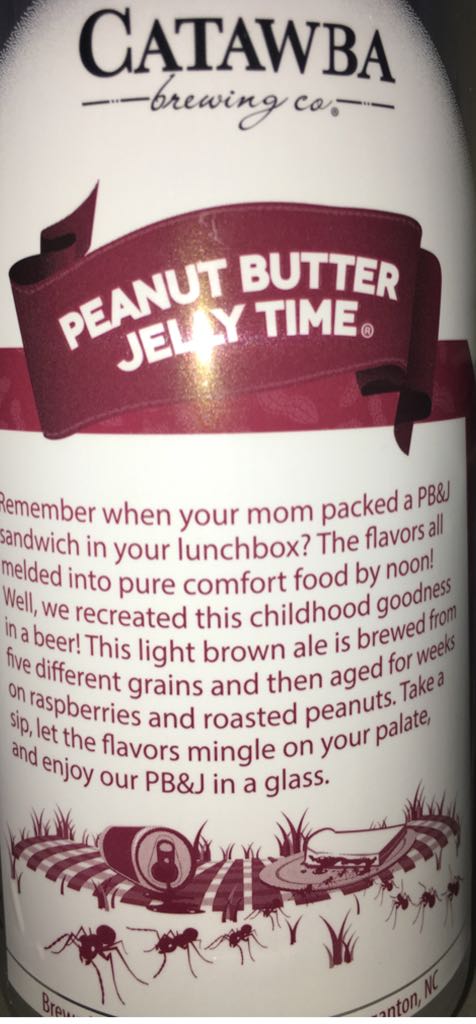 CATAWBA
brewing co.®
PEANUT BUTTER
JELLY TIME®
Remember when your mom packed a PB&J
sandwich in your lunchbox? The flavors all
melded into pure comfort food by noon!
Well, we recreated this childhood goodness
in a beer! This light brown ale is brewed from
five different grains and then aged for weeks
on raspberries and roasted peanuts. Take a
sip, let the flavors mingle on your palate,
and enjoy our PB&J in a glass.
NC